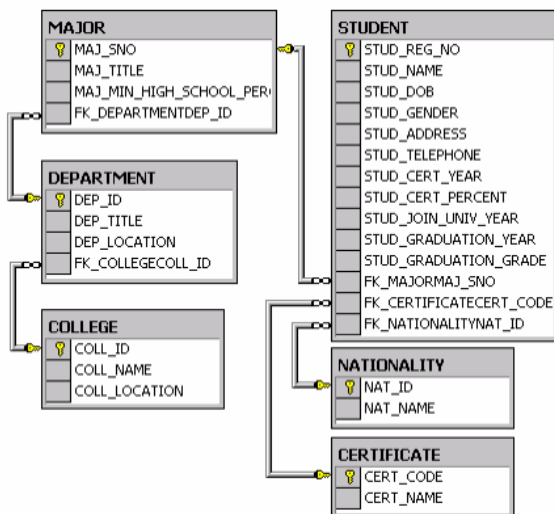 MAJOR
MAJ_SNO
MAJ_TITLE
MAJ_MIN_HIGH_SCHOOL_PER
FK_DEPARTMENTDEP_ID
DEPARTMENT
DEP_ID
DEP_TITLE
DEP_LOCATION
FK_COLLEGECOLL_ID
COLLEGE
COLL_ID
COLL_NAME
COLL_LOCATION
STUDENT
STUD_REG_NO
STUD_NAME
STUD_DOB
STUD_GENDER
STUD_ADDRESS
STUD_TELEPHONE
STUD_CERT_YEAR
STUD_CERT_PERCENT
STUD_JOIN_UNIV_YEAR
STUD_GRADUATION_YEAR
STUD_GRADUATION_GRADE
FK_MAJORMAJ_SNO
FK_CERTIFICATECERT_CODE
FK_NATIONALITYNAT_ID
NATIONALITY
NAT_ID
NAT_NAME
CERTIFICATE
CERT_CODE
CERT_NAME